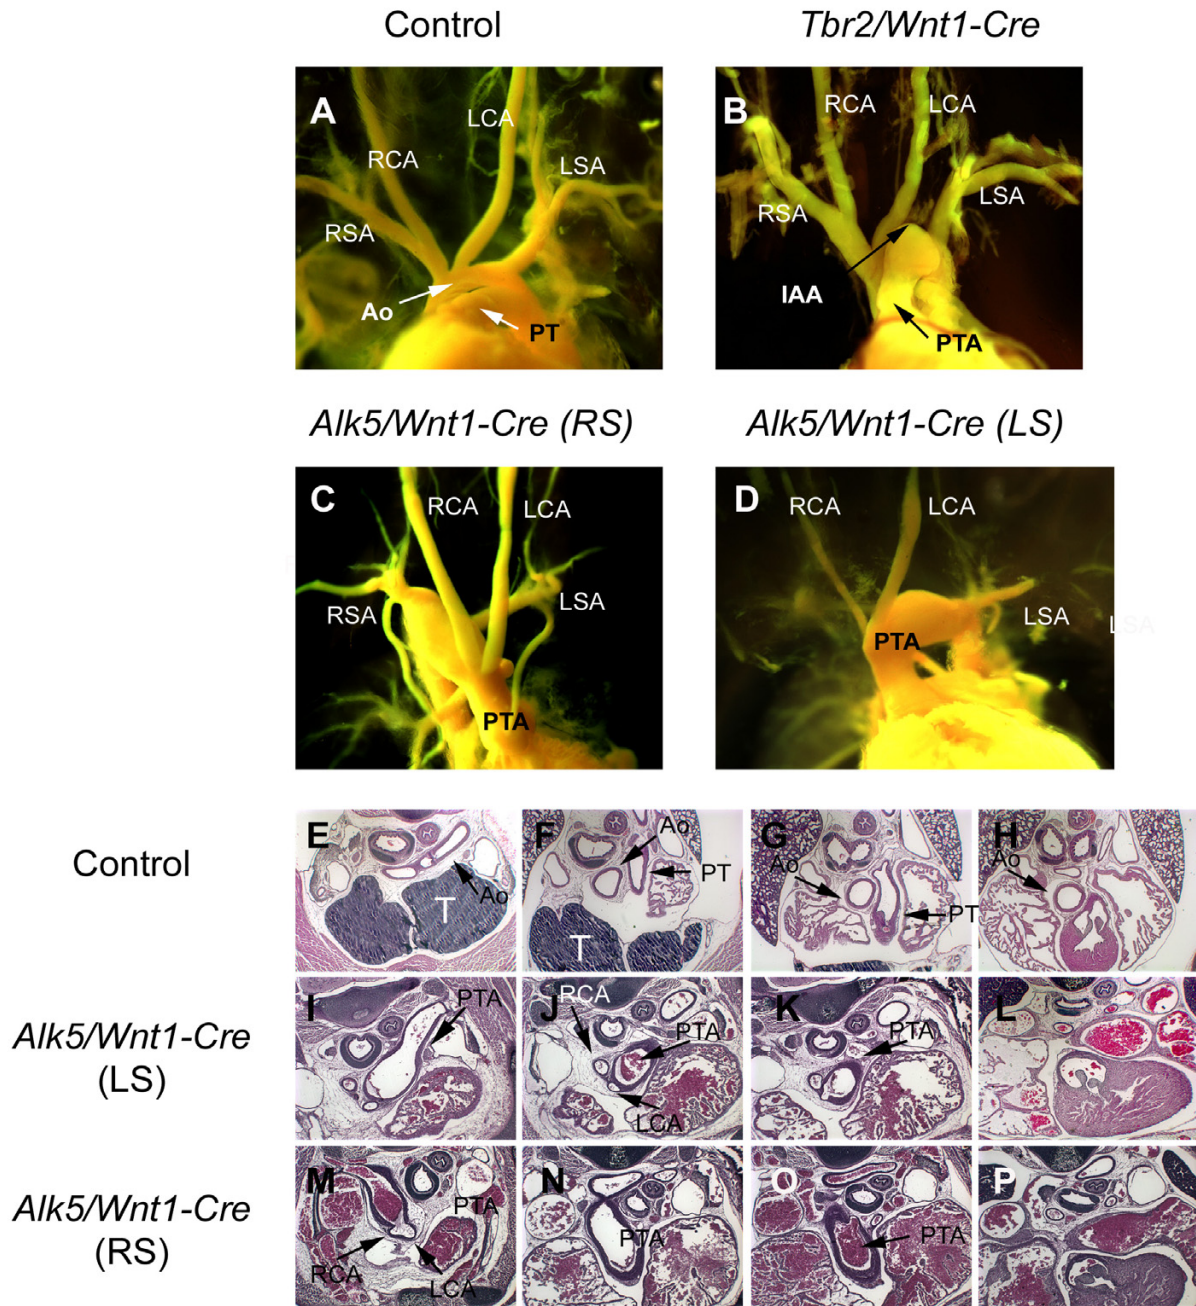 Control
Tbr2/Wnt1-Cre
A
LCA
RCA
LSA
RSA
Ao
PT
B
RCA
LCA
RSA
LSA
IAA
PTA
Alk5/Wnt1-Cre (RS)
Alk5/Wnt1-Cre (LS)
C
RCA
LCA
RSA
LSA
PTA
D
RCA
LCA
PTA
LSA
LSA
Control
E
Ao
T
F
Ao
PT
T
G
Ao
PT
H
Ao
Alk5/Wnt1-Cre
(LS)
I
PTA
J
RCA
PTA
LCA
K
PTA
L
Alk5/Wnt1-Cre
(RS)
M
PTA
RCA
LCA
N
PTA
O
PTA
P